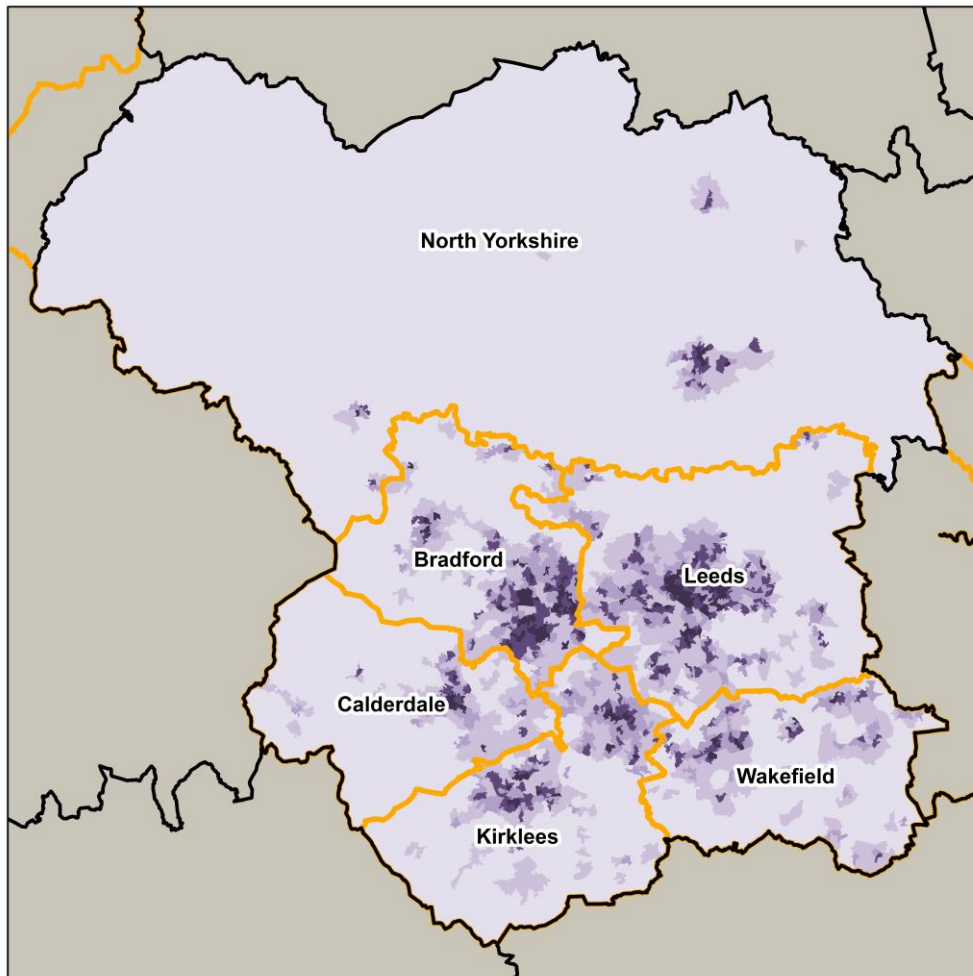 North Yorkshire
Bradford
Leeds
Calderdale
Wakefield
Kirklees